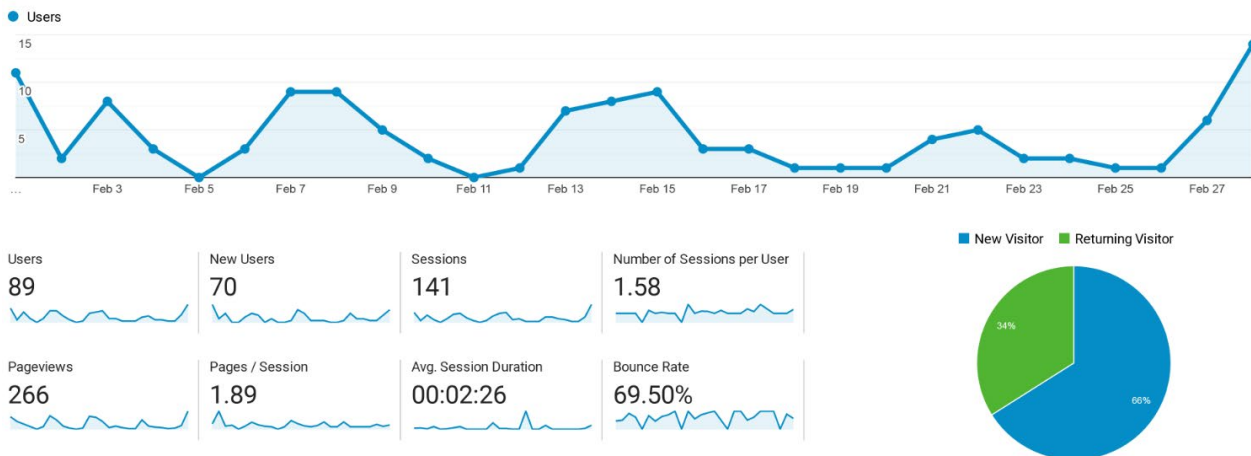 Users
15
10
5
... Feb 3 Feb 5 Feb 7 Feb 9 Feb 11 Feb 13 Feb 15 Feb 17 Feb 19 Feb 21 Feb 23 Feb 25 Feb 27
New Visitor Returning Visitor
Users New Users Sessions Number of Sessions per User
89 70 141 1.58
Pageviews Pages / Session Avg. Session Duration Bounce Rate
266 1.89 00:02:26 69.50%
34%
66%